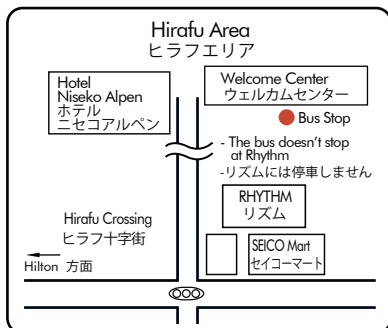 Hirafu Area
ヒラフエリア
Hotel
Niseko Alpen
ホテル
ニセコアルペン
Welcome Center
ウェルカムセンター
Bus Stop
- The bus doesn't stop
at Rhythm
-リズムには停車しません
RHYTHM
リズム
Hirafu Crossing
ヒラフ十字街
SEICO Mart
セイコーマート
Hilton 方面